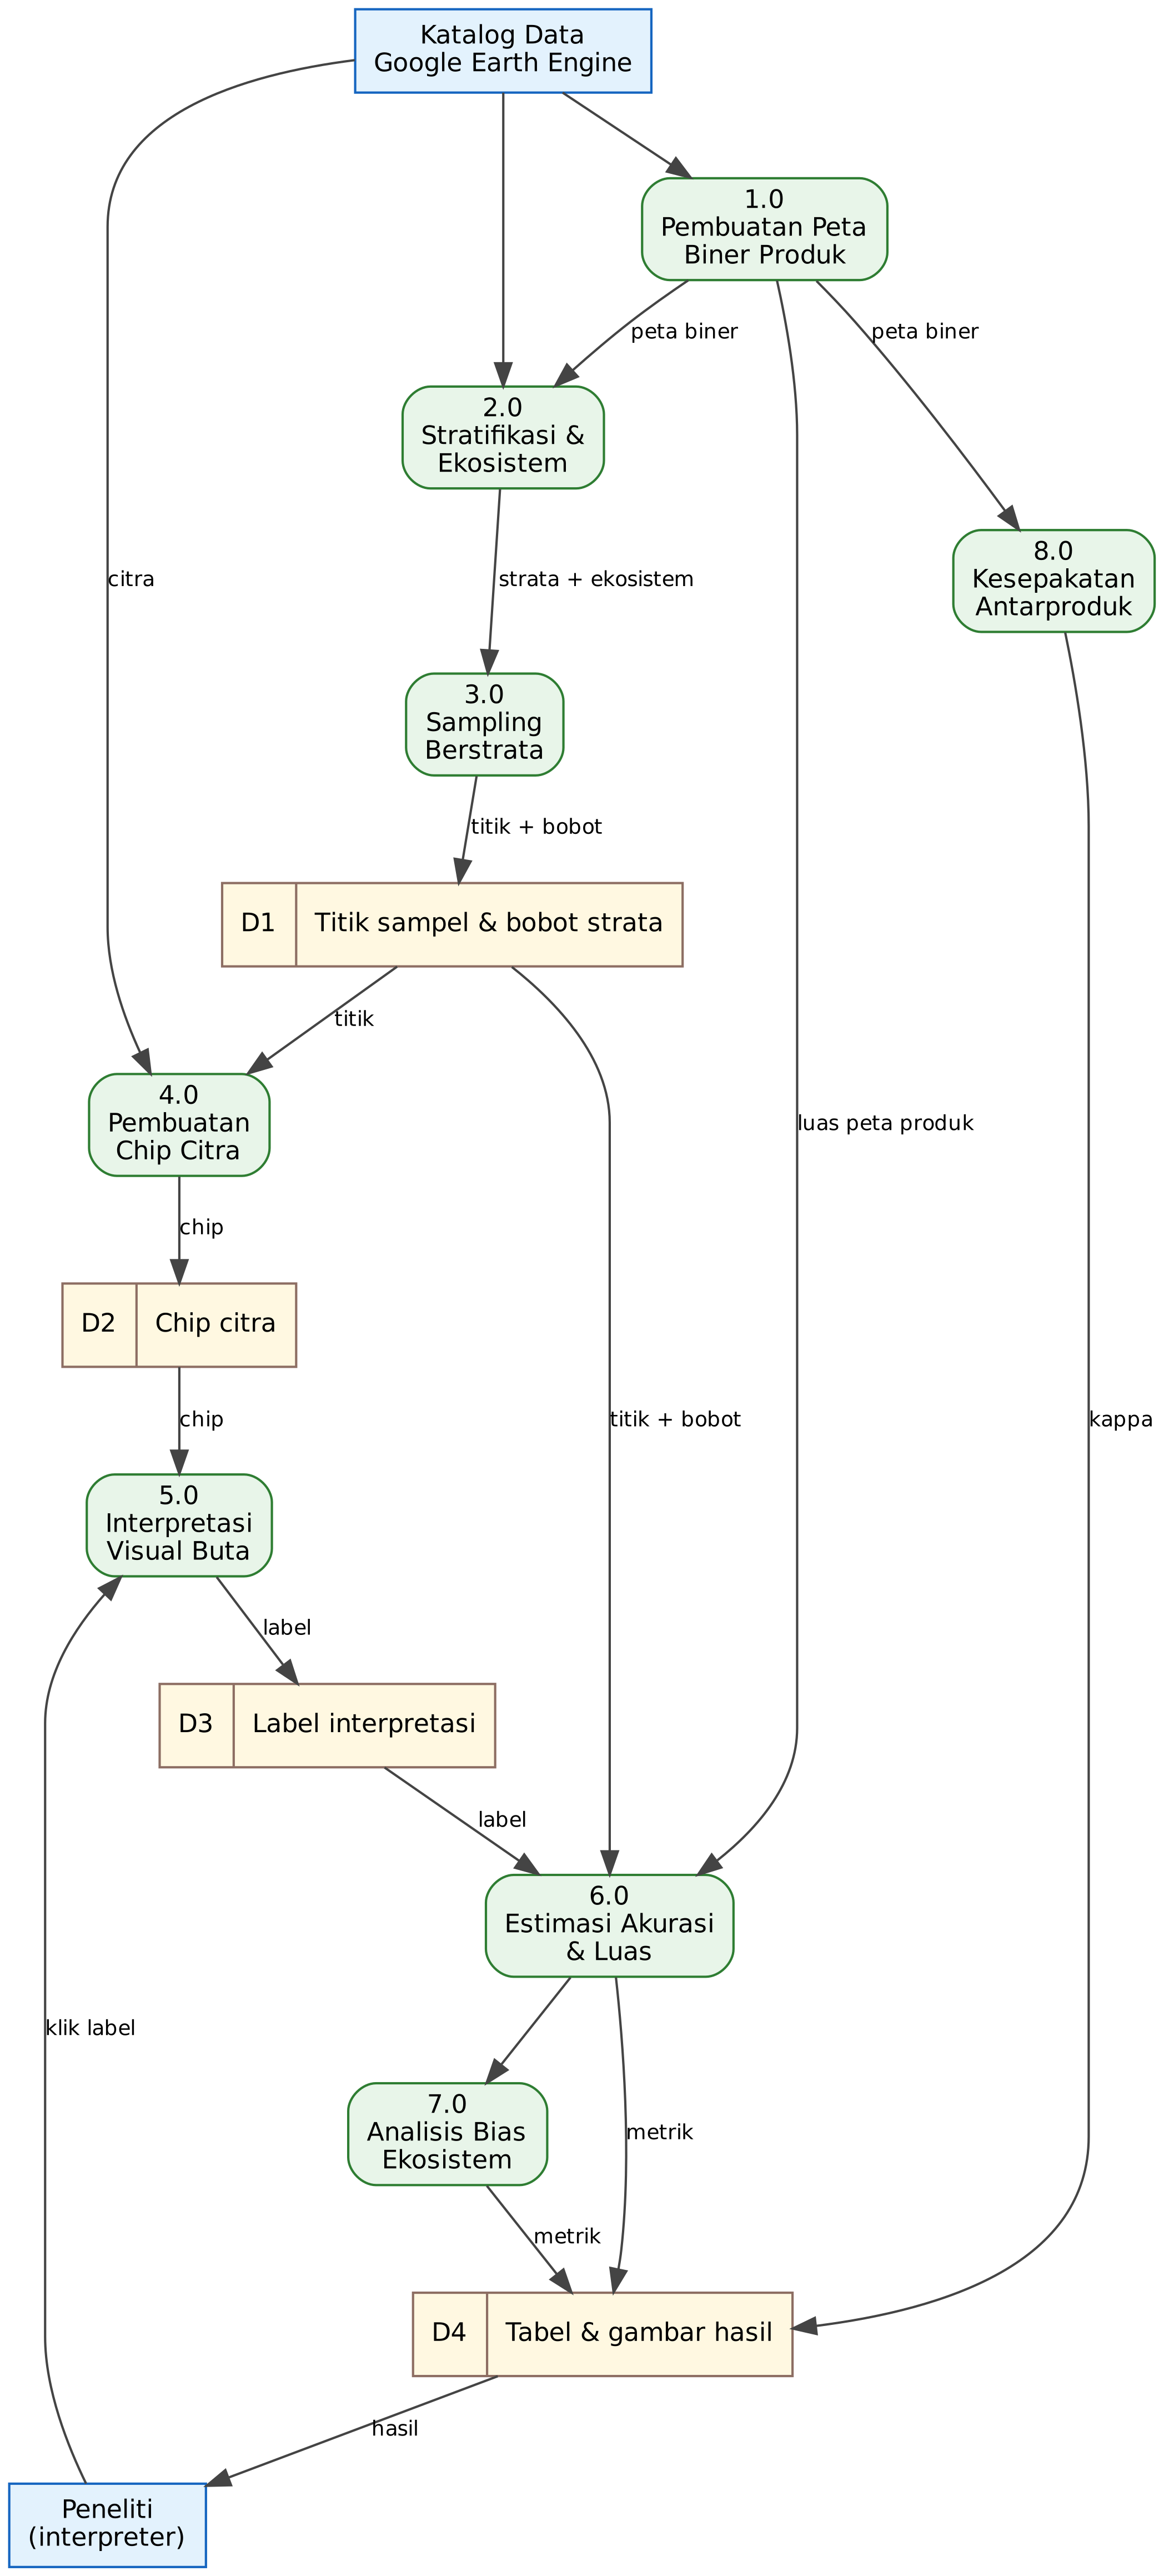 Katalog Data
Google Earth Engine
1.0
Pembuatan Peta
Biner Produk
peta biner
peta biner
2.0
Stratifikasi &
Ekosistem
8.0
Kesepakatan
Antarproduk
citra
strata + ekosistem
3.0
Sampling
Berstrata
titik + bobot
D1
Titik sampel & bobot strata
titik
4.0
Pembuatan
Chip Citra
luas peta produk
chip
D2
Chip citra
chip
titik + bobot
kappa
5.0
Interpretasi
Visual Buta
label
D3
Label interpretasi
label
6.0
Estimasi Akurasi
& Luas
klik label
7.0
Analisis Bias
Ekosistem
metrik
metrik
D4
Tabel & gambar hasil
hasil
Peneliti
(interpreter)